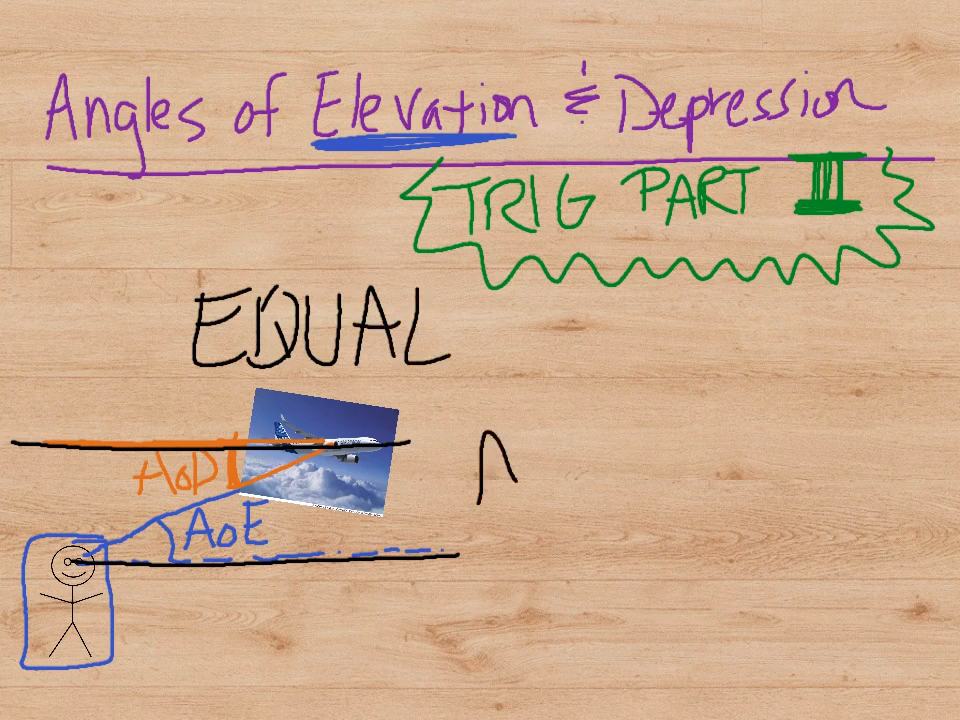 Angles of Elevation & Depression
TRIG PART III
EQUAL
AoD
AoE